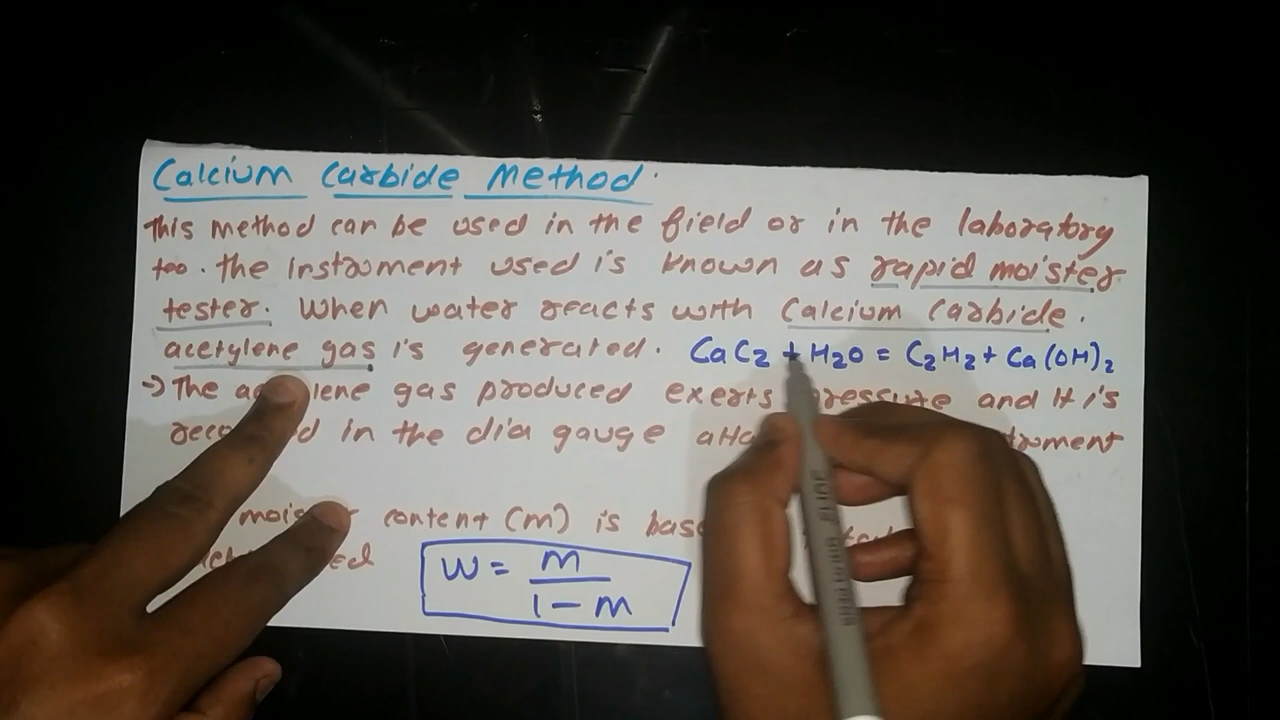 Calcium Carbide Method.
This method can be used in the field or in the laboratory
too. the instrument used is known as rapid moister
tester. When water reacts with Calcium Carbide.
acetylene gas is generated. CaC2 + H2O = C2H2 + Ca(OH)2
→ The gas produced exerts and it is
in the dia gauge
content (m) is
W = m / 1 - m